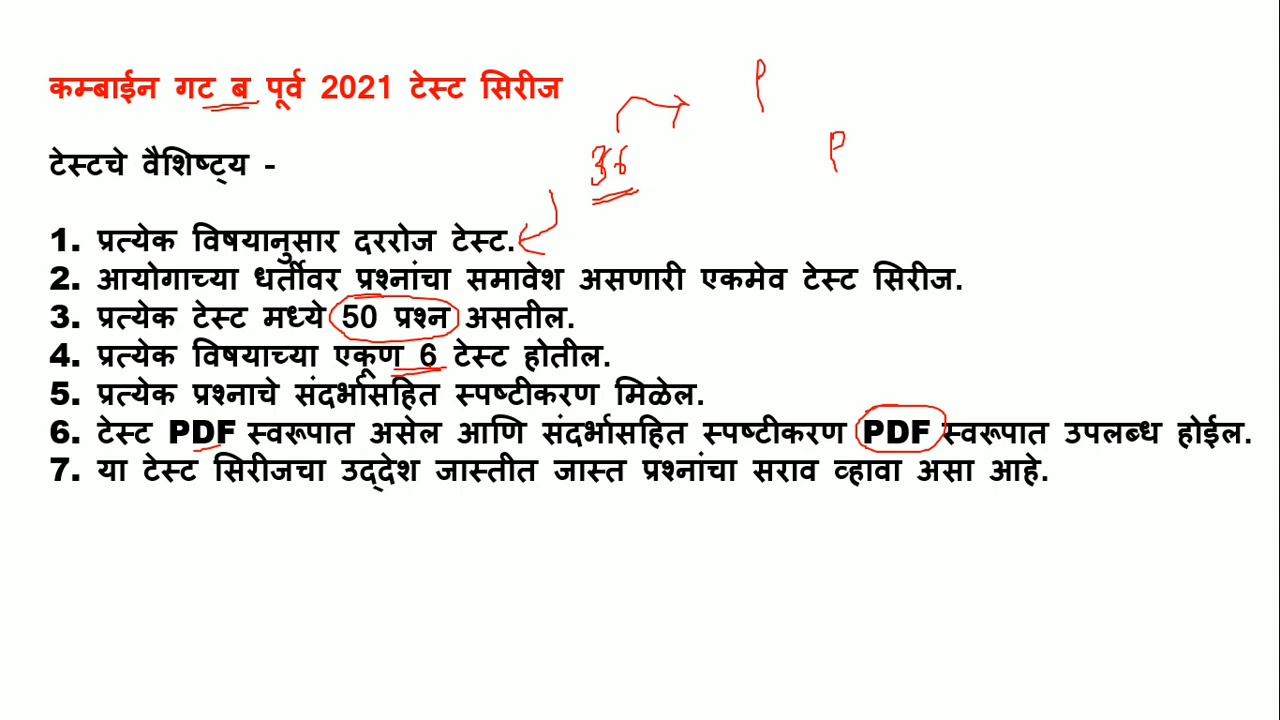 कम्बाईन गट ब पूर्व 2021 टेस्ट सिरीज
P
P
36
टेस्टचे वैशिष्ट्य -
1. प्रत्येक विषयानुसार दररोज टेस्ट.
2. आयोगाच्या धर्तीवर प्रश्नांचा समावेश असणारी एकमेव टेस्ट सिरीज.
3. प्रत्येक टेस्ट मध्ये 50 प्रश्न असतील.
4. प्रत्येक विषयाच्या एकूण 6 टेस्ट होतील.
5. प्रत्येक प्रश्नाचे संदर्भासहित स्पष्टीकरण मिळेल.
6. टेस्ट PDF स्वरूपात असेल आणि संदर्भासहित स्पष्टीकरण PDF स्वरूपात उपलब्ध होईल.
7. या टेस्ट सिरीजचा उद्देश जास्तीत जास्त प्रश्नांचा सराव व्हावा असा आहे.